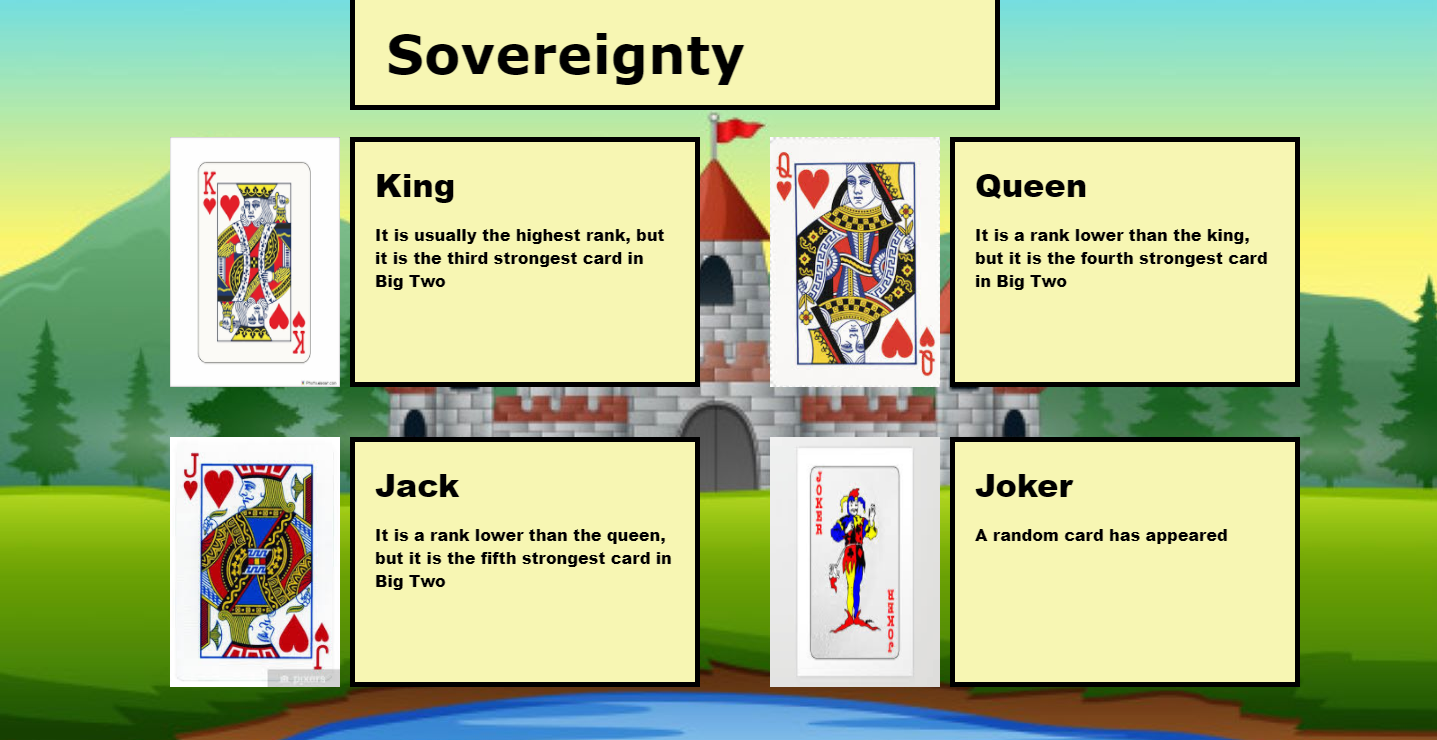 Sovereignty
K
King
It is usually the highest rank, but
it is the third strongest card in
Big Two
K
Q
Queen
It is a rank lower than the king,
but it is the fourth strongest card
in Big Two
Q
J
Jack
It is a rank lower than the queen,
but it is the fifth strongest card in
Big Two
J
pixers
JOKER
Joker
A random card has appeared
JOKER